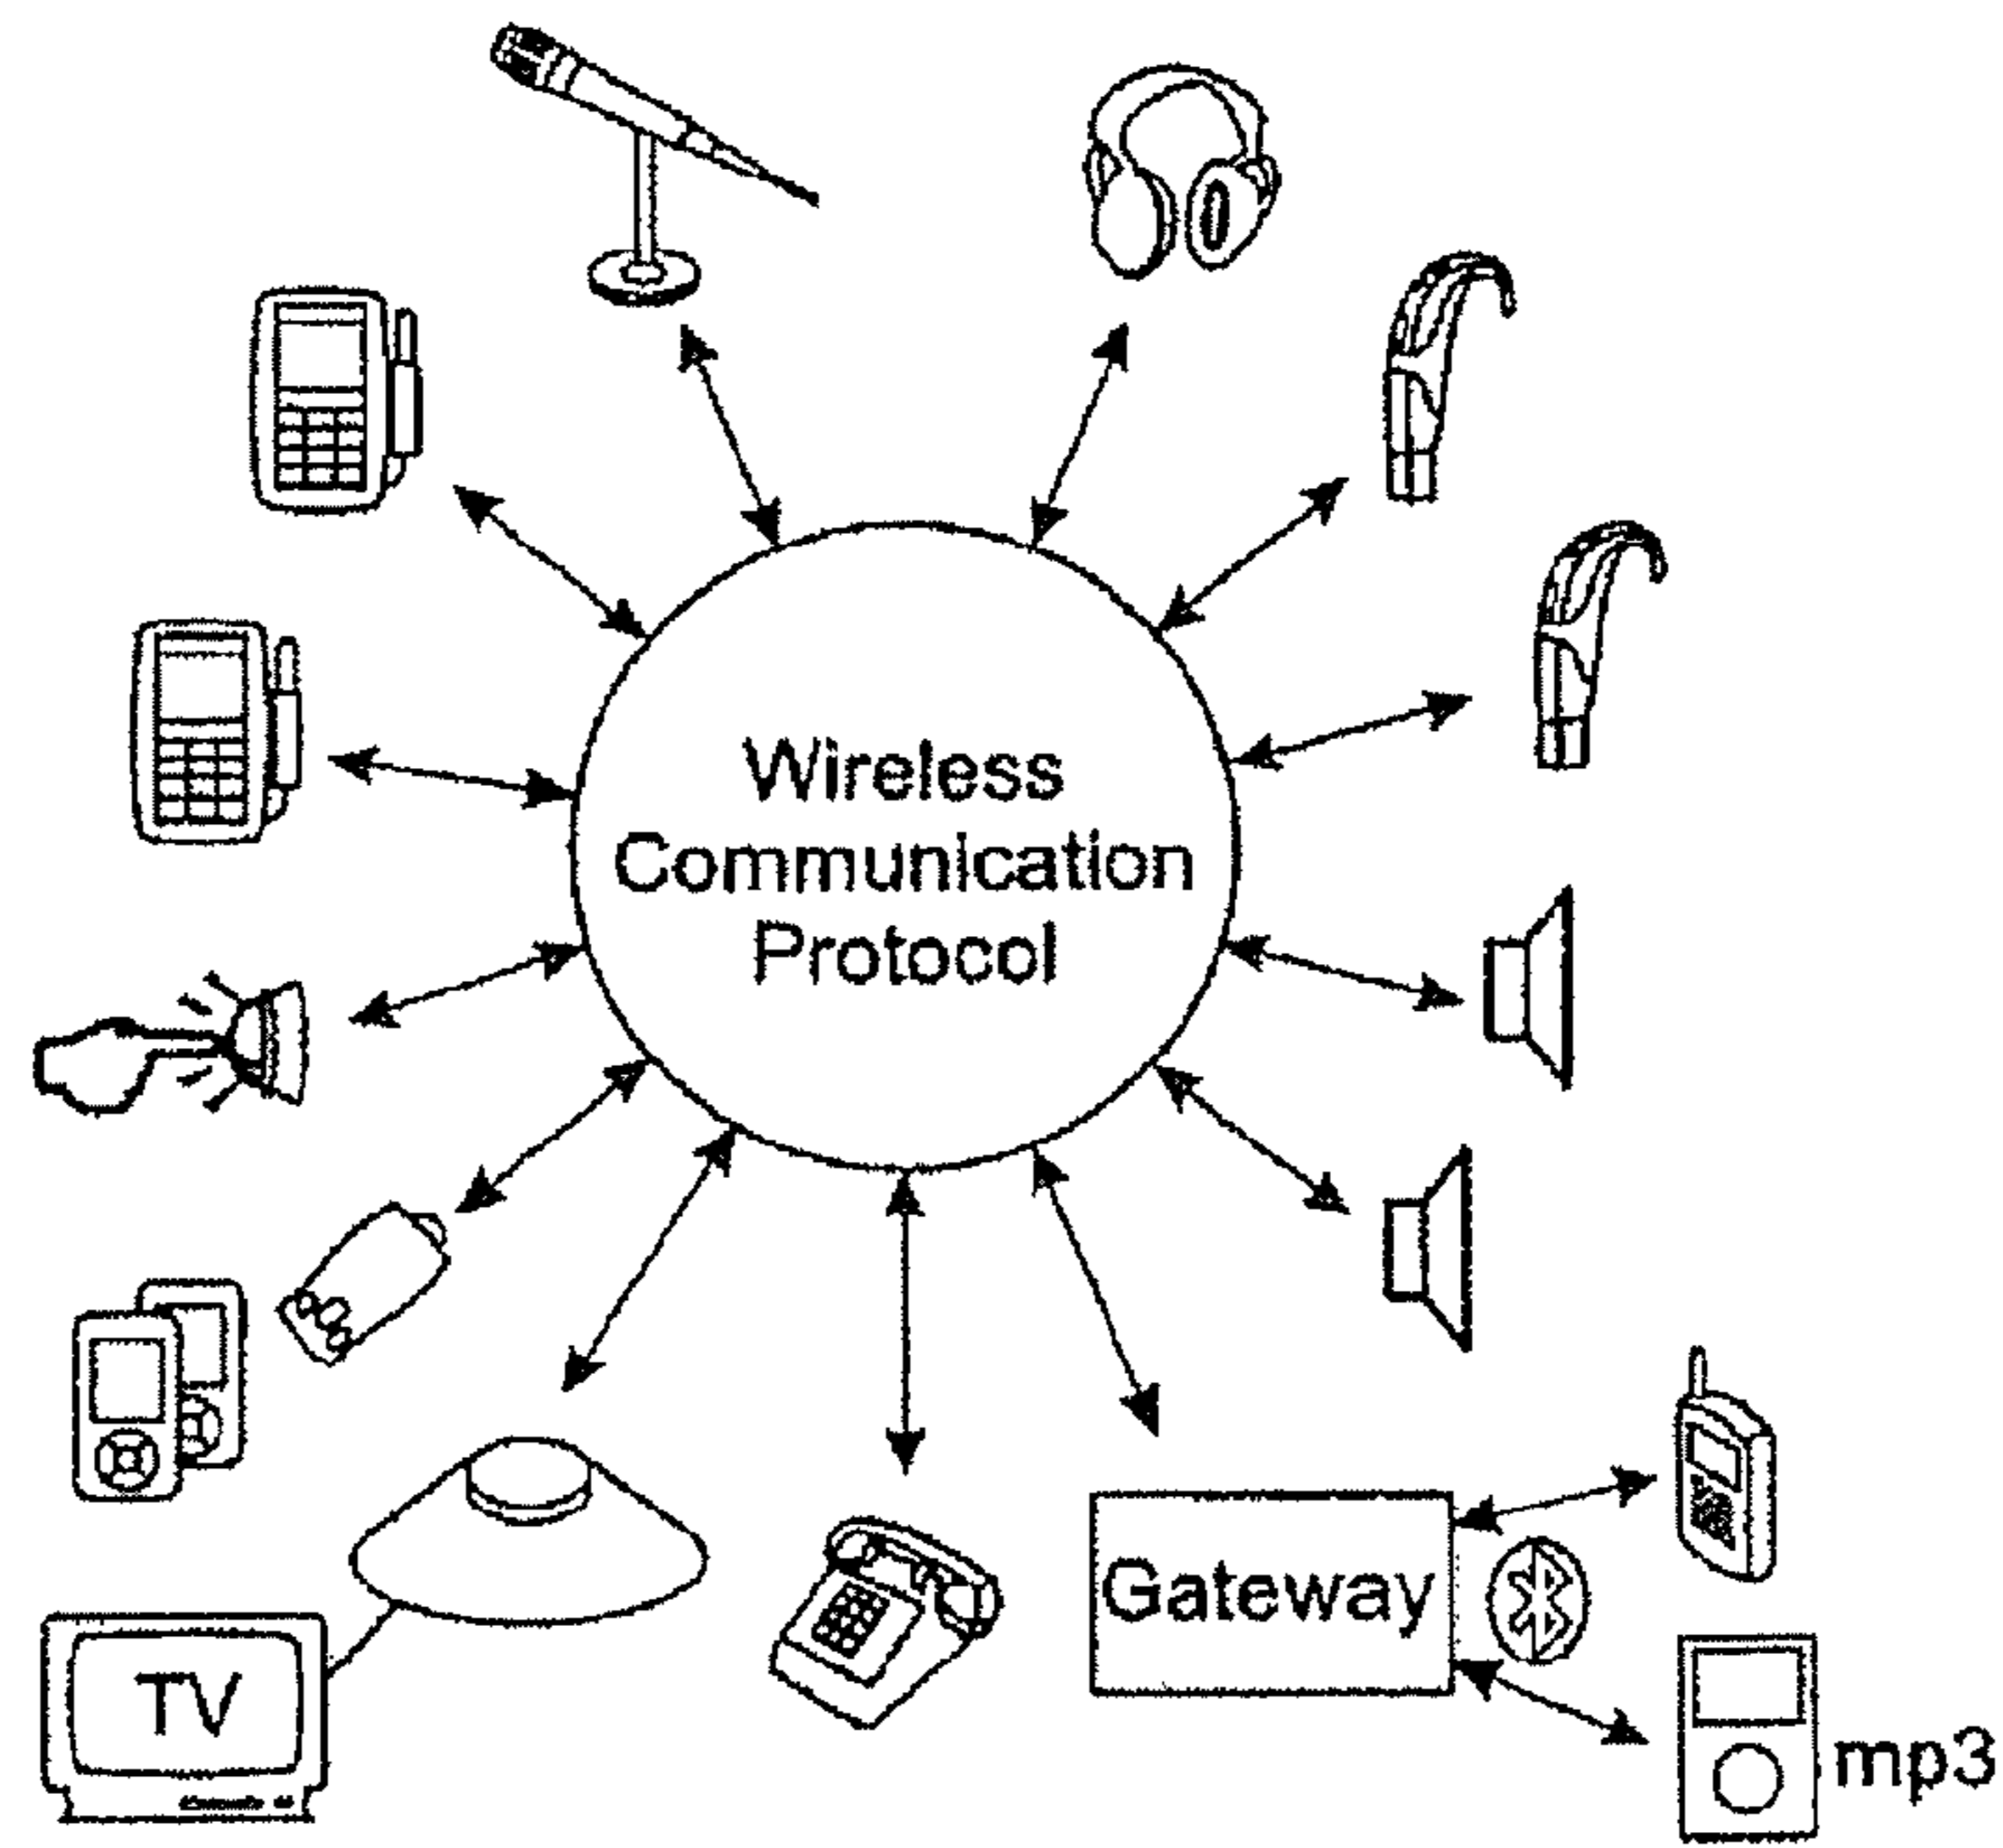 Wireless
Communication
Protocol
Gateway
TV
mp3